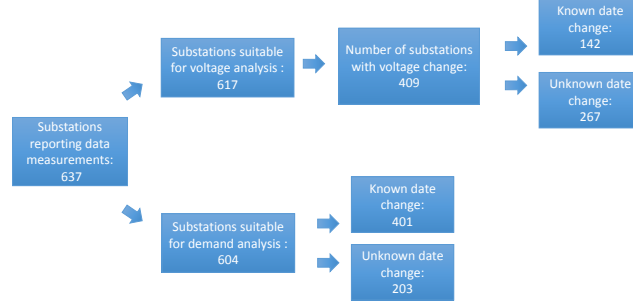 Substations
reporting data
measurements:
637
Substations suitable
for voltage analysis :
617
Number of substations
with voltage change:
409
Known date
change:
142
Unknown date
change:
267
Substations suitable
for demand analysis :
604
Known date
change:
401
Unknown date
change:
203